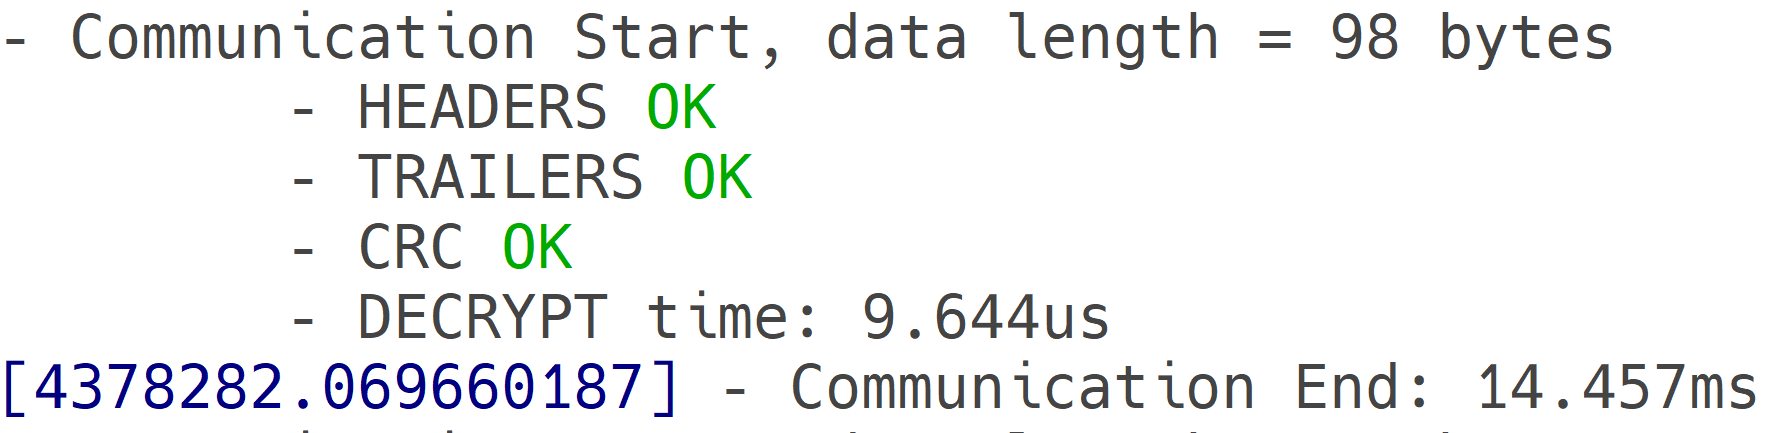 - Communication Start, data length = 98 bytes
- HEADERS OK
- TRAILERS OK
- CRC OK
- DECRYPT time: 9.644us
[4378282.069660187] - Communication End: 14.457ms